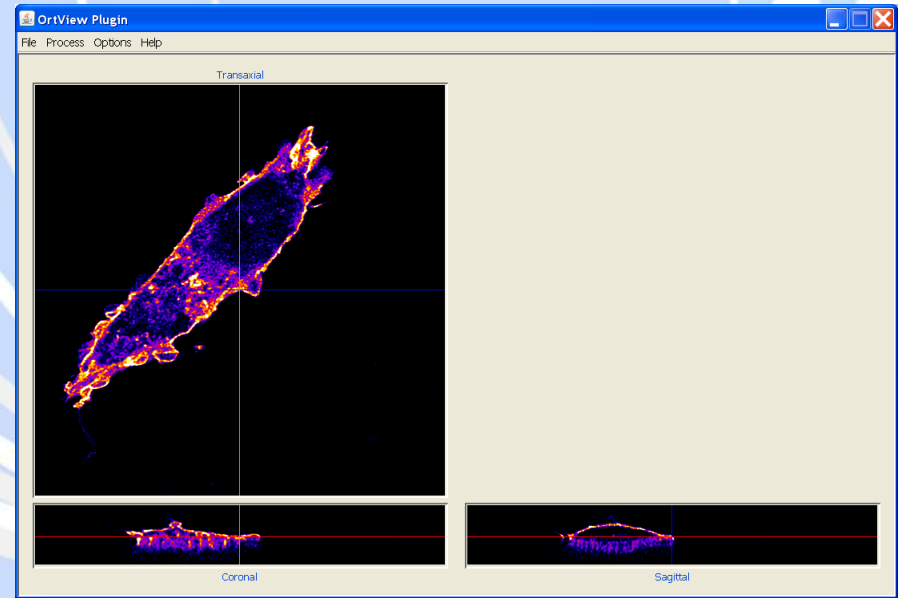 OrtView Plugin
File Process Options Help
Transaxial
Coronal
Sagittal